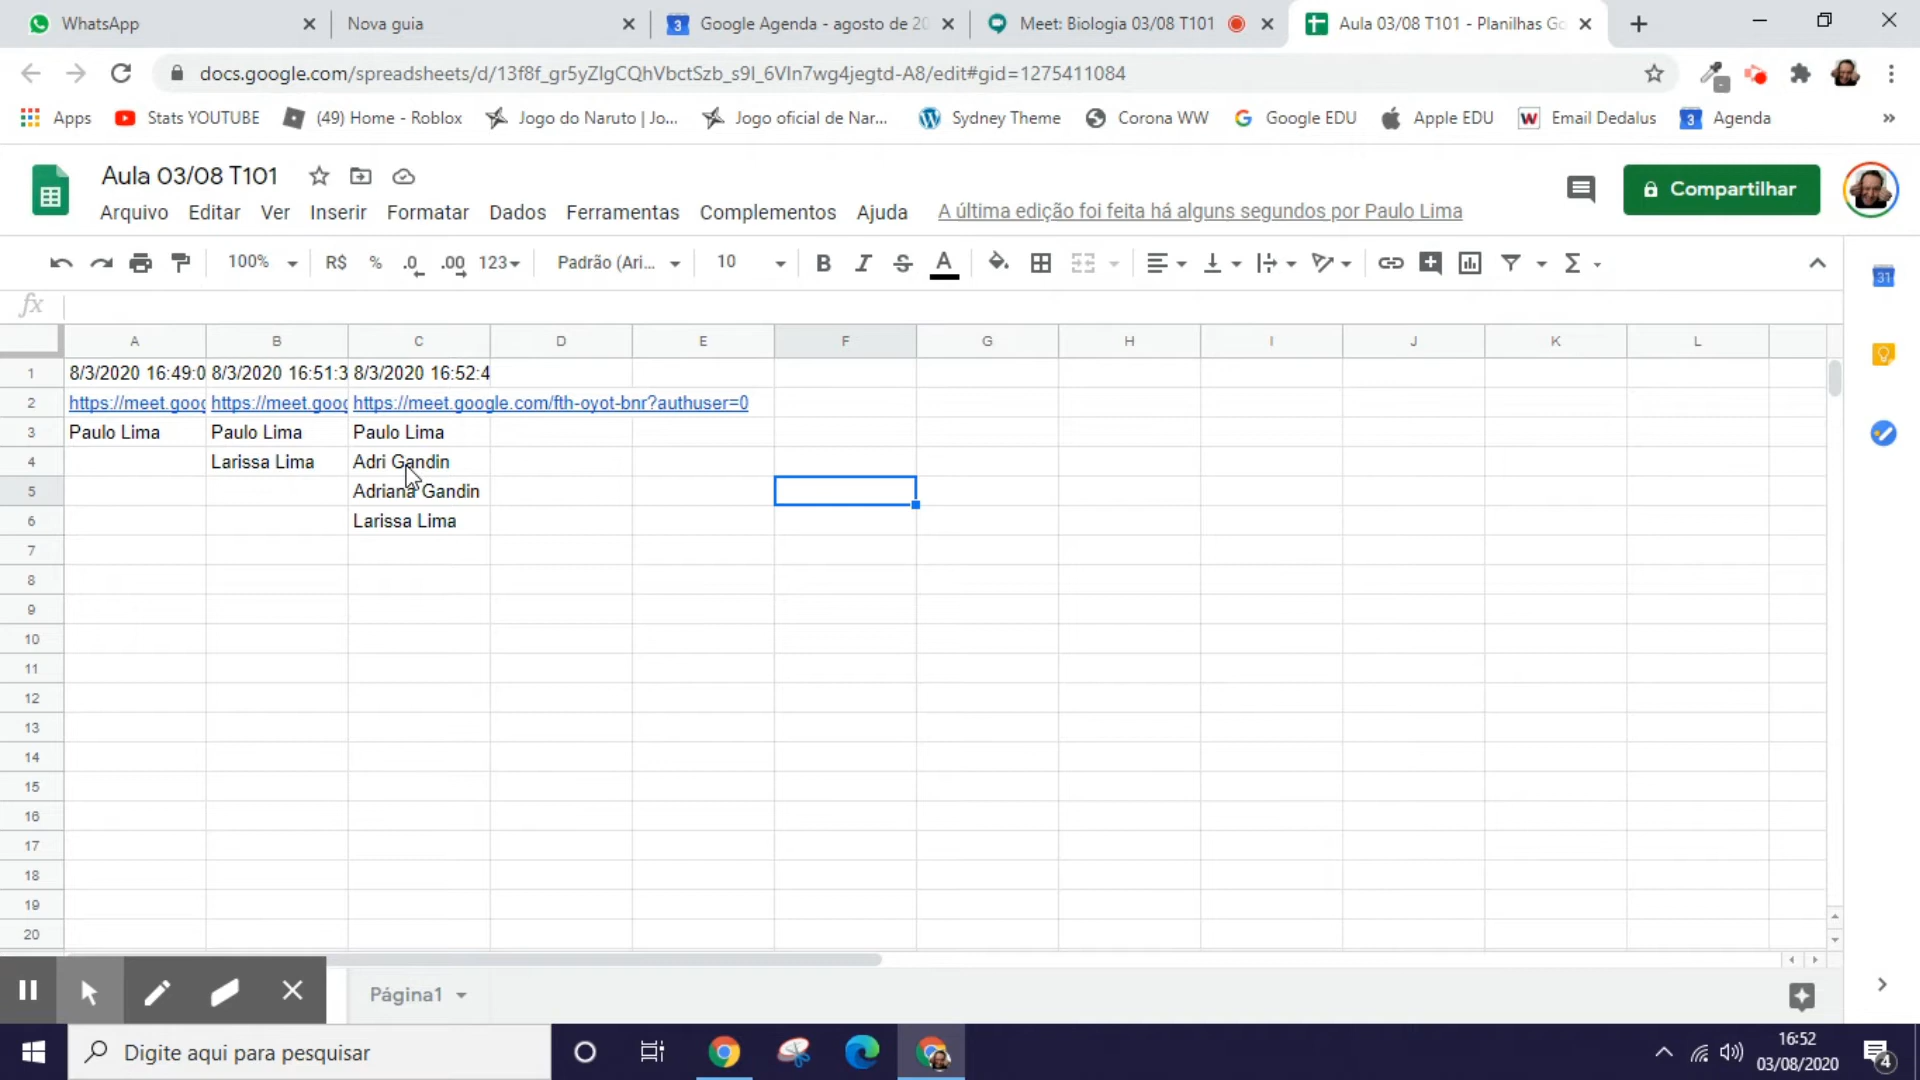 WhatsApp
Nova guia
Google Agenda - agosto de 20
Meet: Biologia 03/08 T101
Aula 03/08 T101 - Planilhas Go
docs.google.com/spreadsheets/d/13f8f_gr5yZIgCQhVbctSzb_s9I_6VIn7wg4jegtd-A8/edit#gid=1275411084
Apps
Stats YOUTUBE
(49) Home - Roblox
Jogo do Naruto | Jo...
Jogo oficial de Nar...
Sydney Theme
Corona WW
Google EDU
Apple EDU
Email Dedalus
Agenda
»
Aula 03/08 T101
Compartilhar
Arquivo Editar Ver Inserir Formatar Dados Ferramentas Complementos Ajuda
A última edição foi feita há alguns segundos por Paulo Lima
100% R$ % .0 .00 123 Padrão (Ari... 10 B I S A
fx
A B C D E F G H I J K L
1 8/3/2020 16:49:0 8/3/2020 16:51:3 8/3/2020 16:52:4
2 https://meet.goog https://meet.goog https://meet.google.com/fth-oyot-bnr?authuser=0
3 Paulo Lima Paulo Lima Paulo Lima
4 Larissa Lima Adri Gandin
5 Adriana Gandin
6 Larissa Lima
7
8
9
10
11
12
13
14
15
16
17
18
19
20
Página1
Digite aqui para pesquisar
16:52
03/08/2020
4